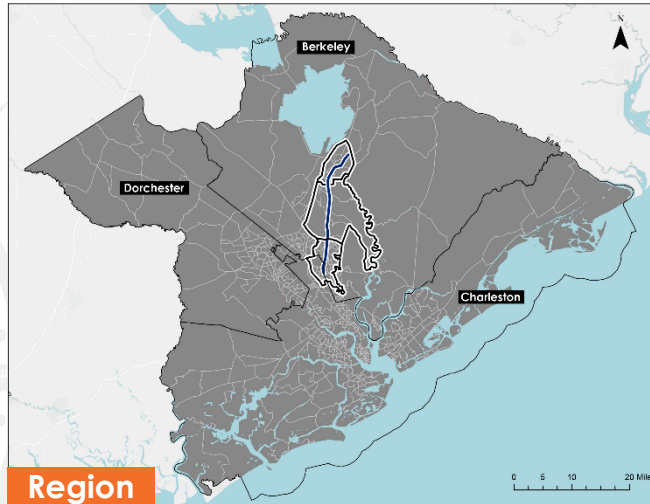 N
Berkeley
Dorchester
Charleston
0 5 10 20 Miles
Region